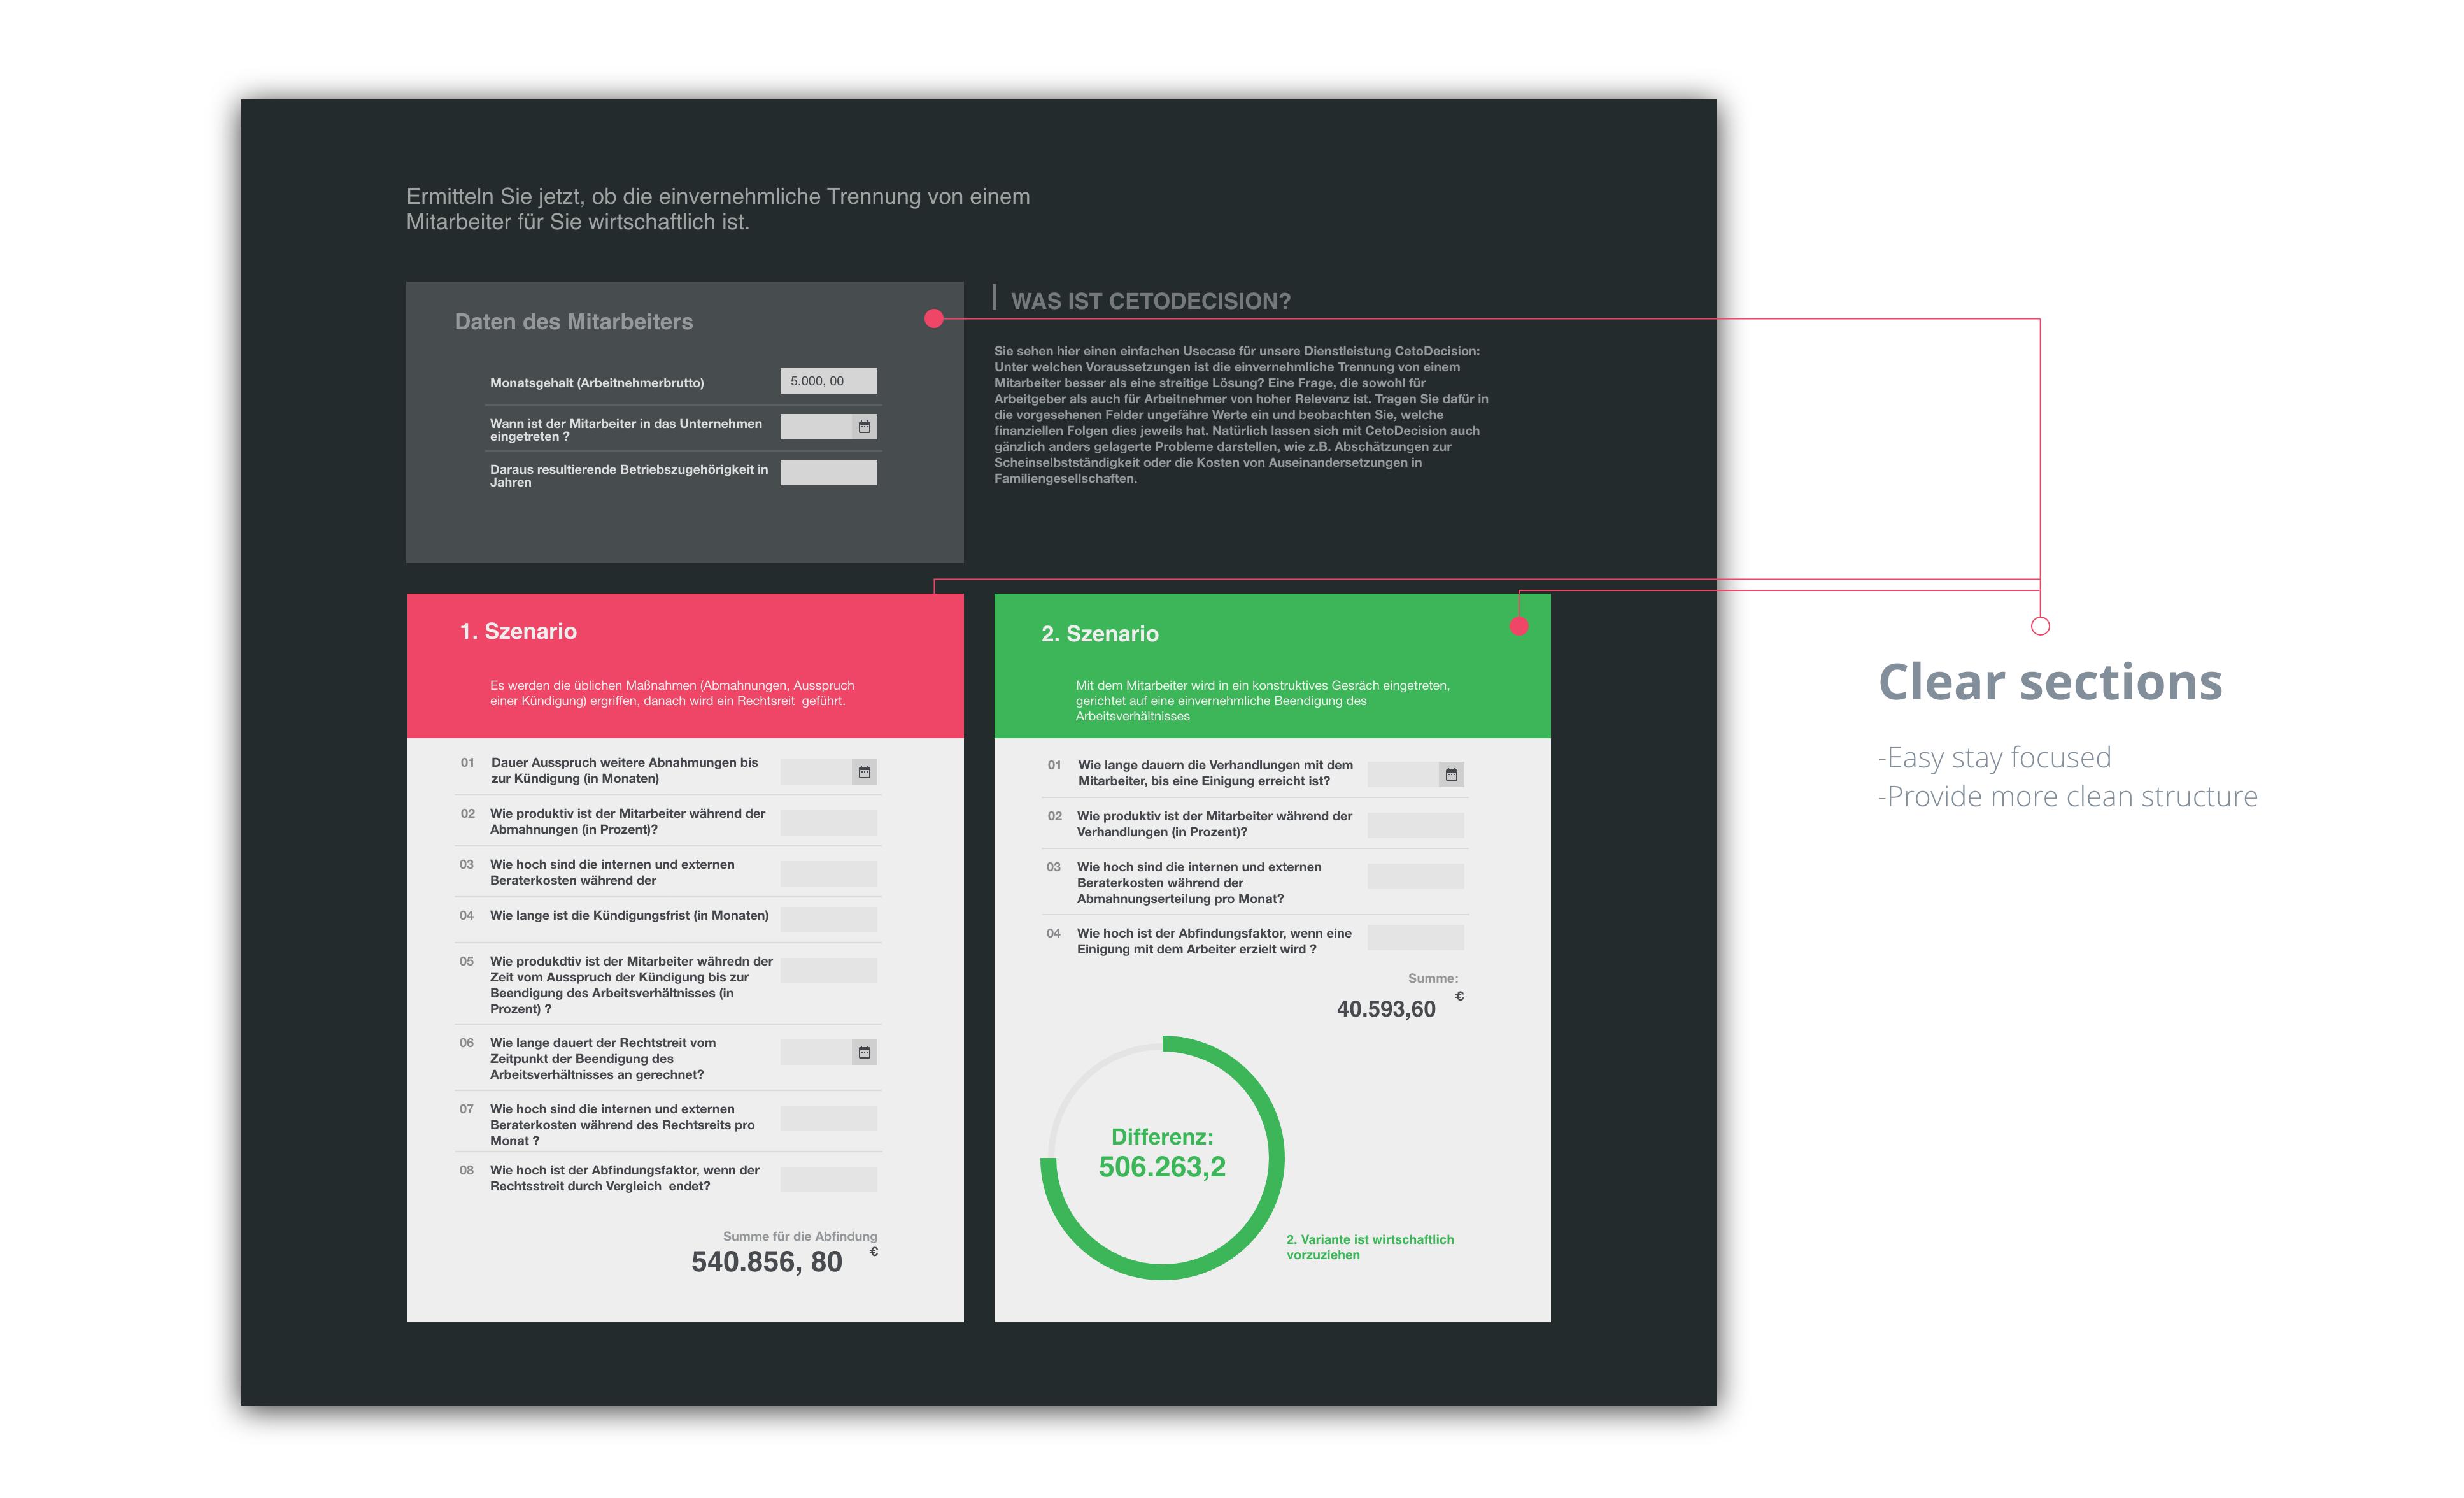 Ermitteln Sie jetzt, ob die einvernehmliche Trennung von einem
Mitarbeiter für Sie wirtschaftlich ist.
Daten des Mitarbeiters
Monatsgehalt (Arbeitnehmerbrutto)
5.000, 00
Wann ist der Mitarbeiter in das Unternehmen
eingetreten ?
Daraus resultierende Betriebszugehörigkeit in
Jahren
WAS IST CETODECISION?
Sie sehen hier einen einfachen Usecase für unsere Dienstleistung CetoDecision:
Unter welchen Voraussetzungen ist die einvernehmliche Trennung von einem
Mitarbeiter besser als eine streitige Lösung? Eine Frage, die sowohl für
Arbeitgeber als auch für Arbeitnehmer von hoher Relevanz ist. Tragen Sie dafür in
die vorgesehenen Felder ungefähre Werte ein und beobachten Sie, welche
finanziellen Folgen dies jeweils hat. Natürlich lassen sich mit CetoDecision auch
gänzlich anders gelagerte Probleme darstellen, wie z.B. Abschätzungen zur
Scheinselbstständigkeit oder die Kosten von Auseinandersetzungen in
Familiengesellschaften.
1. Szenario
Es werden die üblichen Maßnahmen (Abmahnungen, Ausspruch
einer Kündigung) ergriffen, danach wird ein Rechtsreit geführt.
01 Dauer Ausspruch weitere Abnahmungen bis
zur Kündigung (in Monaten)
02 Wie produktiv ist der Mitarbeiter während der
Abmahnungen (in Prozent)?
03 Wie hoch sind die internen und externen
Beraterkosten während der
04 Wie lange ist die Kündigungsfrist (in Monaten)
05 Wie produkdtiv ist der Mitarbeiter währedn der
Zeit vom Ausspruch der Kündigung bis zur
Beendigung des Arbeitsverhältnisses (in
Prozent) ?
06 Wie lange dauert der Rechtstreit vom
Zeitpunkt der Beendigung des
Arbeitsverhältnisses an gerechnet?
07 Wie hoch sind die internen und externen
Beraterkosten während des Rechtsreits pro
Monat ?
08 Wie hoch ist der Abfindungsfaktor, wenn der
Rechtsstreit durch Vergleich endet?
Summe für die Abfindung
540.856, 80 €
2. Szenario
Mit dem Mitarbeiter wird in ein konstruktives Gesräch eingetreten,
gerichtet auf eine einvernehmliche Beendigung des
Arbeitsverhältnisses
01 Wie lange dauern die Verhandlungen mit dem
Mitarbeiter, bis eine Einigung erreicht ist?
02 Wie produktiv ist der Mitarbeiter während der
Verhandlungen (in Prozent)?
03 Wie hoch sind die internen und externen
Beraterkosten während der
Abmahnungserteilung pro Monat?
04 Wie hoch ist der Abfindungsfaktor, wenn eine
Einigung mit dem Arbeiter erzielt wird ?
Summe:
40.593,60 €
Differenz:
506.263,2
2. Variante ist wirtschaftlich
vorzuziehen
Clear sections
-Easy stay focused
-Provide more clean structure